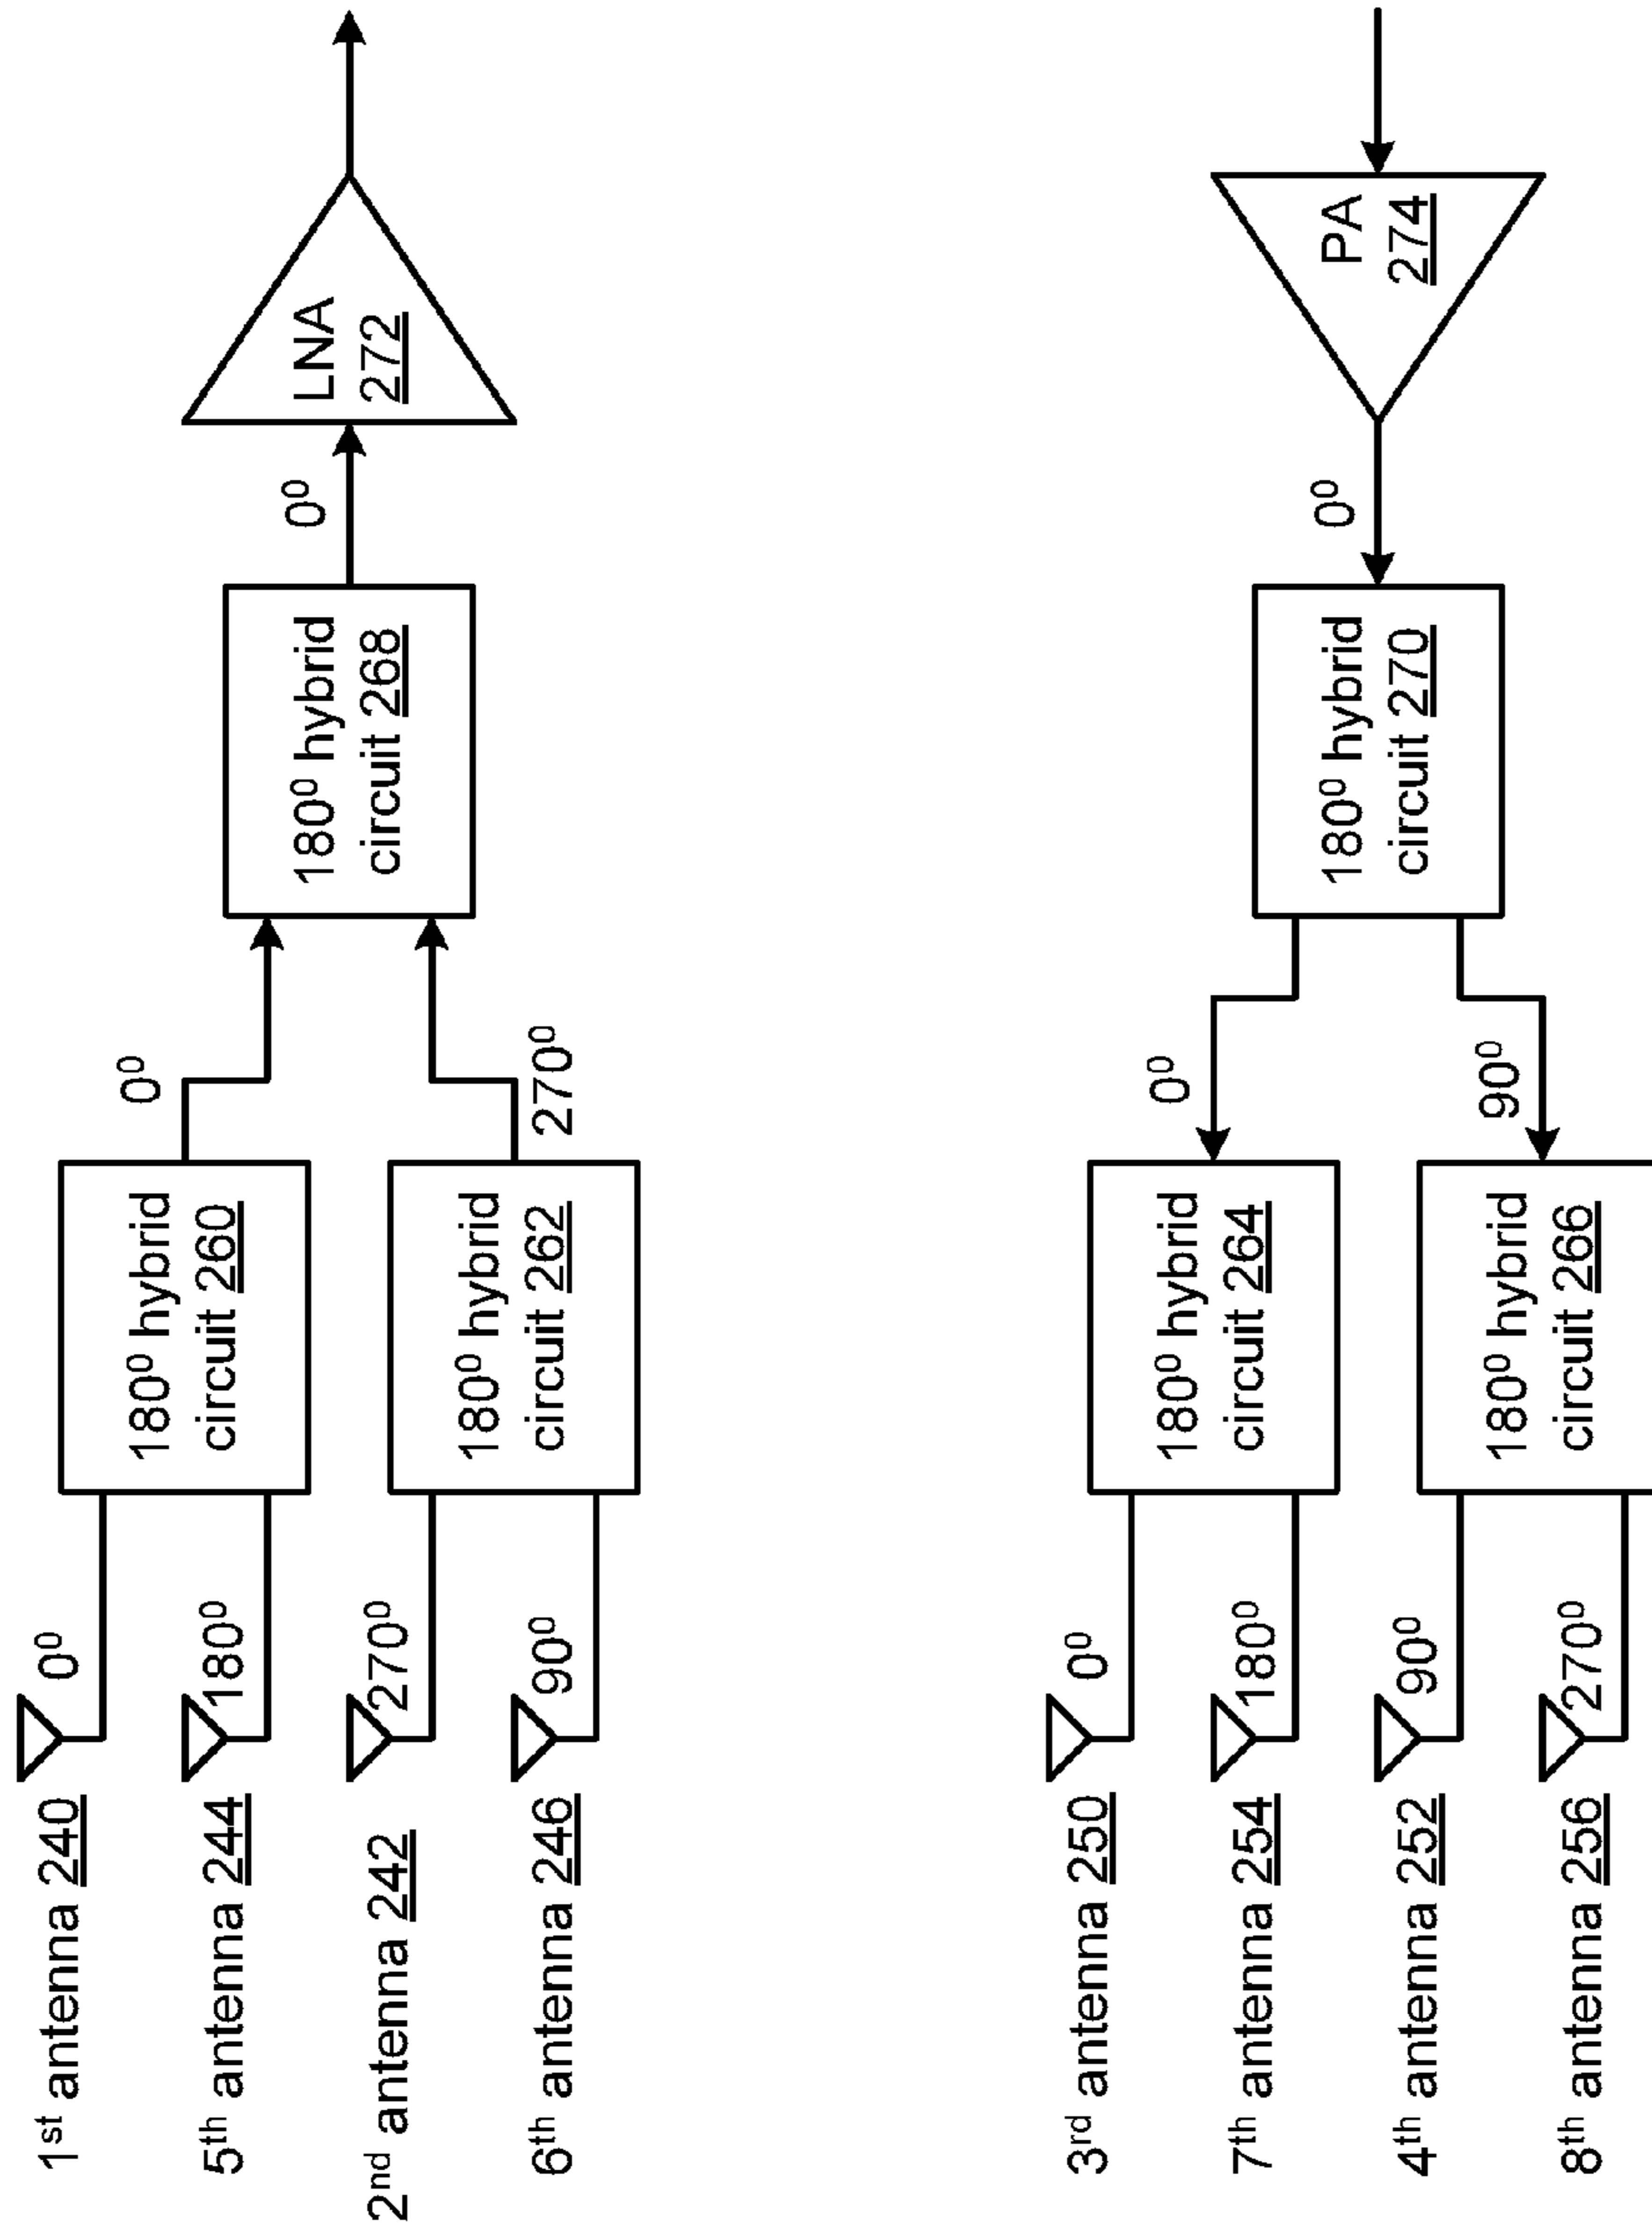 1st antenna 240
0⁰
5th antenna 244
180⁰
2nd antenna 242
270⁰
6th antenna 246
90⁰
180⁰ hybrid
circuit 260
180⁰ hybrid
circuit 262
0⁰
270⁰
180⁰ hybrid
circuit 268
0⁰
LNA
272
3rd antenna 250
0⁰
7th antenna 254
180⁰
4th antenna 252
90⁰
8th antenna 256
270⁰
180⁰ hybrid
circuit 264
180⁰ hybrid
circuit 266
0⁰
90⁰
180⁰ hybrid
circuit 270
0⁰
PA
274